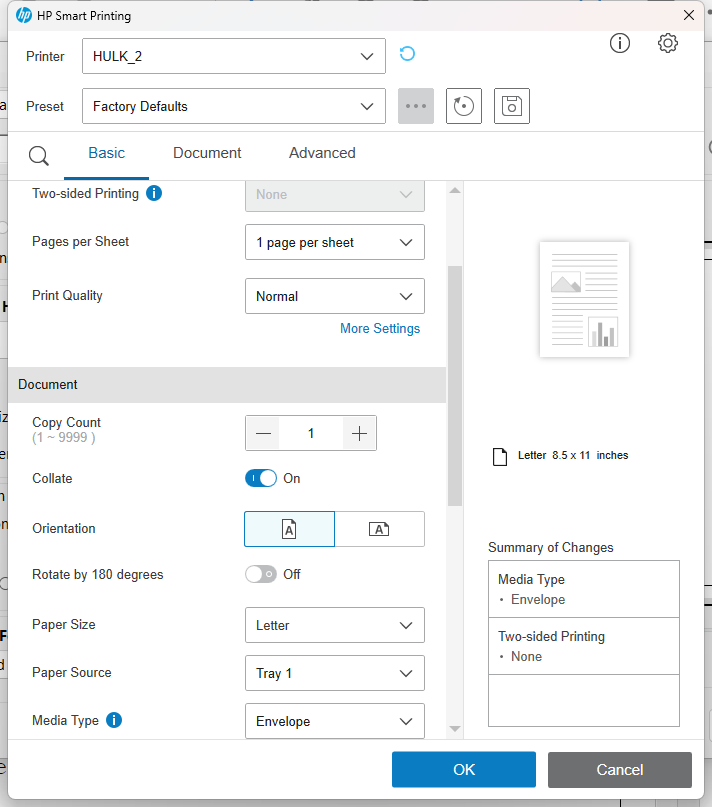 HP Smart Printing
Printer HULK_2
Preset Factory Defaults
Basic Document Advanced
Two-sided Printing None
Pages per Sheet 1 page per sheet
Print Quality Normal
More Settings
Document
Copy Count
(1 ~ 9999 )
1
Collate On
Orientation
Rotate by 180 degrees Off
Paper Size Letter
Paper Source Tray 1
Media Type Envelope
Letter 8.5 x 11 inches
Summary of Changes
Media Type
• Envelope
Two-sided Printing
• None
OK Cancel